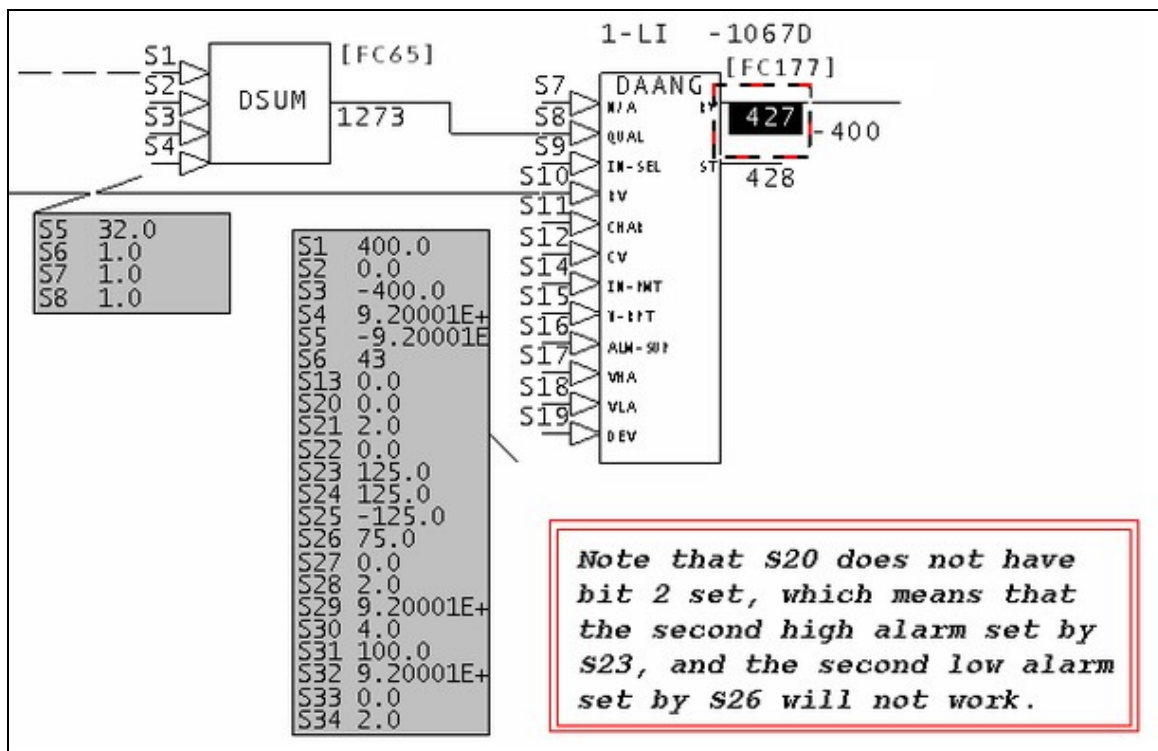 1-LI -1067D
S1
S2
S3
S4
DSUM
[FC65]
1273
S7
S8
S9
S10
S11
S12
S14
S15
S16
S17
S18
S19
DAANG
[FC177]
N/A
QUAL
IN-SEL
CV
VHA
VLA
DEV
ST
427
-400
428
S5 32.0
S6 1.0
S7 1.0
S8 1.0
S1 400.0
S2 0.0
S3 -400.0
S4 9.20001E+
S5 -9.20001E
S6 43
S13 0.0
S20 0.0
S21 2.0
S22 0.0
S23 125.0
S24 125.0
S25 -125.0
S26 75.0
S27 0.0
S28 2.0
S29 9.20001E+
S30 4.0
S31 100.0
S32 9.20001E+
S33 0.0
S34 2.0
Note that S20 does not have
bit 2 set, which means that
the second high alarm set by
S23, and the second low alarm
set by S26 will not work.